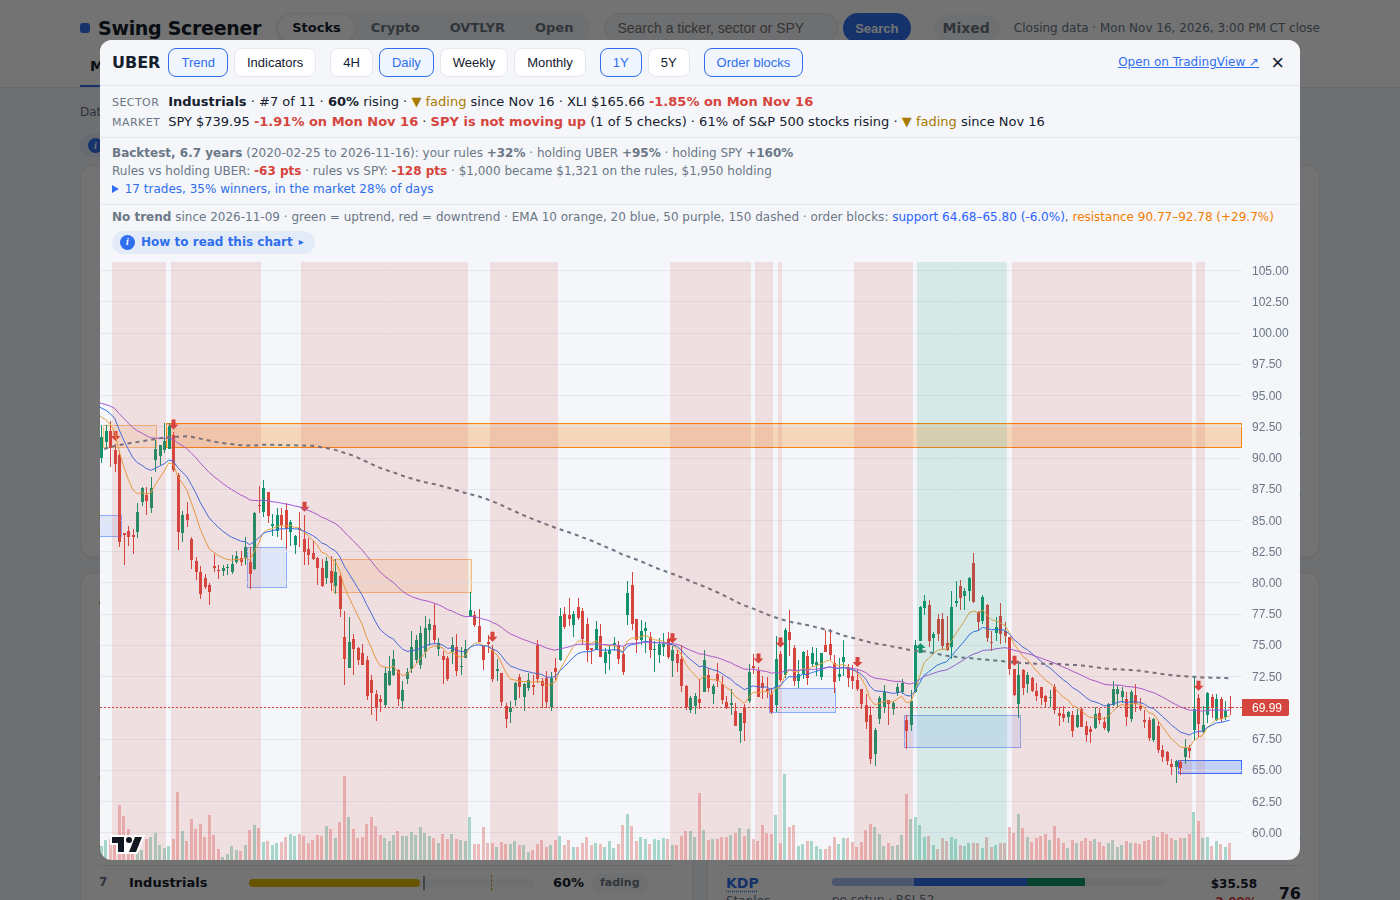 Swing Screener Stocks Crypto OVTLYR Open Search a ticker, sector or SPY Search Mixed Closing data · Mon Nov 16, 2026, 3:00 PM CT close
UBER Trend Indicators 4H Daily Weekly Monthly 1Y 5Y Order blocks Open on TradingView ↗ ×
SECTOR Industrials · #7 of 11 · 60% rising · ▼ fading since Nov 16 · XLI $165.66 -1.85% on Mon Nov 16
MARKET SPY $739.95 -1.91% on Mon Nov 16 · SPY is not moving up (1 of 5 checks) · 61% of S&P 500 stocks rising · ▼ fading since Nov 16
Backtest, 6.7 years (2020-02-25 to 2026-11-16): your rules +32% · holding UBER +95% · holding SPY +160%
Rules vs holding UBER: -63 pts · rules vs SPY: -128 pts · $1,000 became $1,321 on the rules, $1,950 holding
▶ 17 trades, 35% winners, in the market 28% of days
No trend since 2026-11-09 · green = uptrend, red = downtrend · EMA 10 orange, 20 blue, 50 purple, 150 dashed · order blocks: support 64.68–65.80 (-6.0%), resistance 90.77–92.78 (+29.7%)
i How to read this chart ▸
105.00
102.50
100.00
97.50
95.00
92.50
90.00
87.50
85.00
82.50
80.00
77.50
75.00
72.50
69.99
67.50
65.00
62.50
60.00
7 Industrials 60% fading
KDP $35.58 76